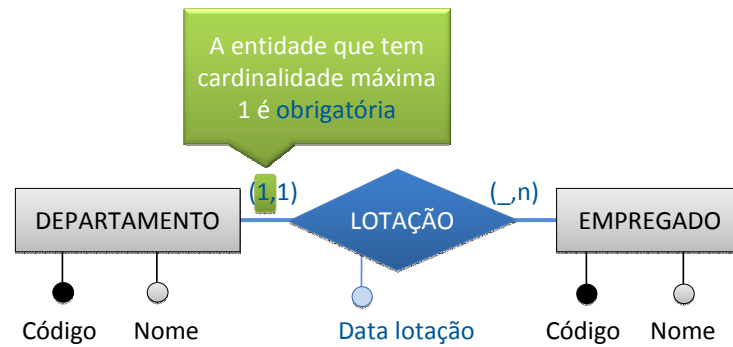 A entidade que tem
cardinalidade máxima
1 é obrigatória
(1,1)
(_,n)
DEPARTAMENTO
LOTAÇÃO
EMPREGADO
Código
Nome
Data lotação
Código
Nome